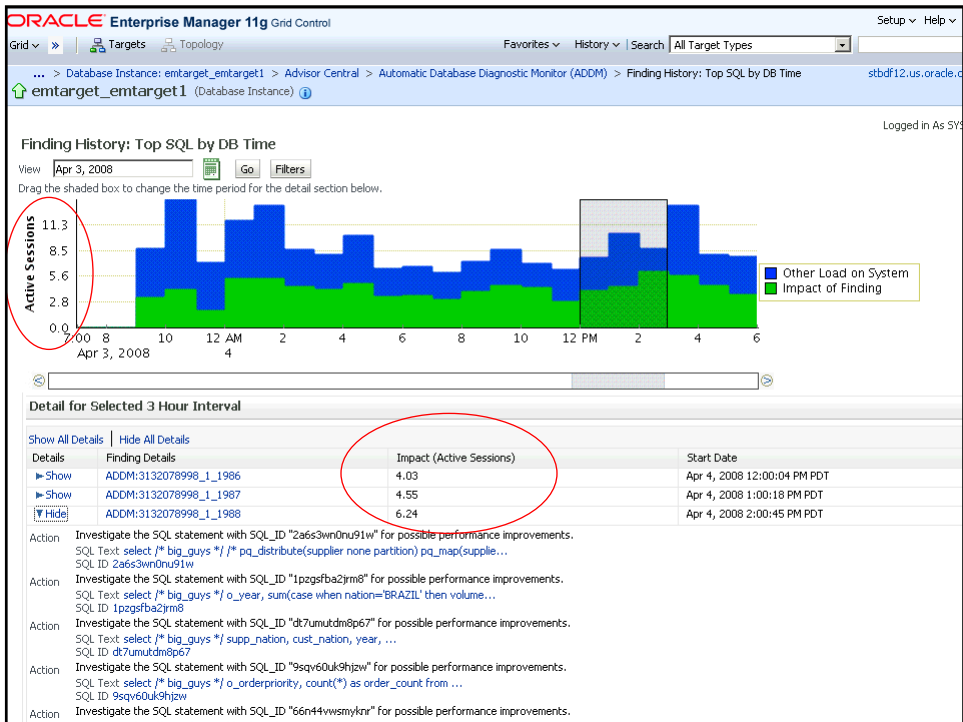 ORACLE Enterprise Manager 11g Grid Control
Setup Help
Grid » Targets Topology Favorites History Search All Target Types
... > Database Instance: emtarget_emtarget1 > Advisor Central > Automatic Database Diagnostic Monitor (ADDM) > Finding History: Top SQL by DB Time stbdf12.us.oracle.c
emtarget_emtarget1 (Database Instance)
Logged in As SYS
Finding History: Top SQL by DB Time
View Apr 3, 2008 Go Filters
Drag the shaded box to change the time period for the detail section below.
Active Sessions
11.3
8.5
5.6
2.8
0.0
Other Load on System
Impact of Finding
7:00 8 10 12 AM 2 4 6 8 10 12 PM 2 4 6
Apr 3, 2008 4
Detail for Selected 3 Hour Interval
Show All Details | Hide All Details
Details Finding Details Impact (Active Sessions) Start Date
Show ADDM:3132078998_1_1986 4.03 Apr 4, 2008 12:00:04 PM PDT
Show ADDM:3132078998_1_1987 4.55 Apr 4, 2008 1:00:18 PM PDT
Hide ADDM:3132078998_1_1988 6.24 Apr 4, 2008 2:00:45 PM PDT
Action Investigate the SQL statement with SQL_ID "2a6s3wn0nu91w" for possible performance improvements.
SQL Text select /* big_guys */ /* pq_distribute(supplier none partition) pq_map(supplie...
SQL ID 2a6s3wn0nu91w
Action Investigate the SQL statement with SQL_ID "1pzgsfba2jrm8" for possible performance improvements.
SQL Text select /* big_guys */ o_year, sum(case when nation='BRAZIL' then volume...
SQL ID 1pzgsfba2jrm8
Action Investigate the SQL statement with SQL_ID "dt7umutdm8p67" for possible performance improvements.
SQL Text select /* big_guys */ supp_nation, cust_nation, year, ...
SQL ID dt7umutdm8p67
Action Investigate the SQL statement with SQL_ID "9sqv60uk9hjzw" for possible performance improvements.
SQL Text select /* big_guys */ o_orderpriority, count(*) as order_count from ...
SQL ID 9sqv60uk9hjzw
Action Investigate the SQL statement with SQL_ID "66n44vwsmyknr" for possible performance improvements.